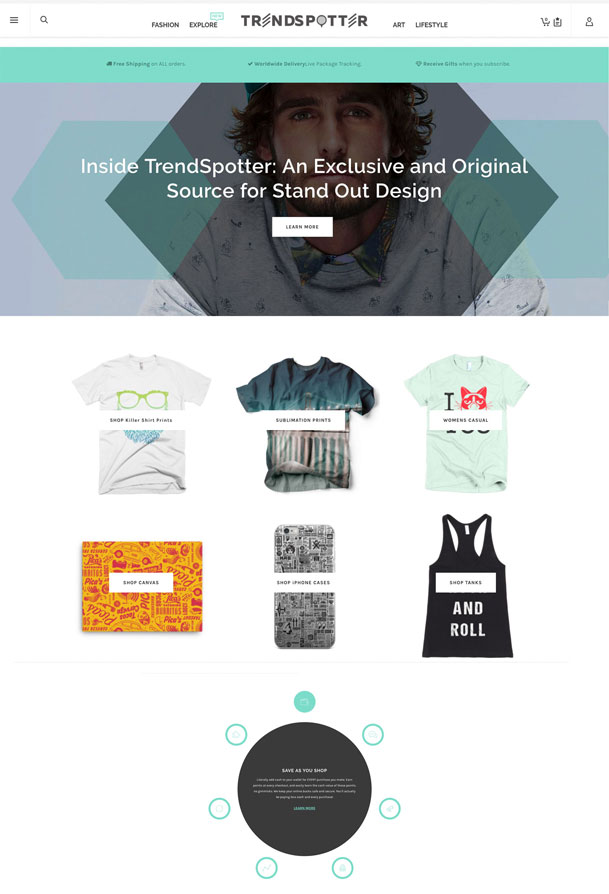 NEW
FASHION EXPLORE TRENDSPOTTER ART LIFESTYLE
Free Shipping on ALL orders
Worldwide Delivery Live Package Tracking.
Receive Gifts when you subscribe.
Inside TrendSpotter: An Exclusive and Original
Source for Stand Out Design
LEARN MORE
SHOP Killer Shirt Prints
SUBLIMATION PRINTS
I
WOMENS CASUAL
SHOP CANVAS
SHOP iPHONE CASES
SHOP TANKS
AND
ROLL
SAVE AS YOU SHOP
LEARN MORE